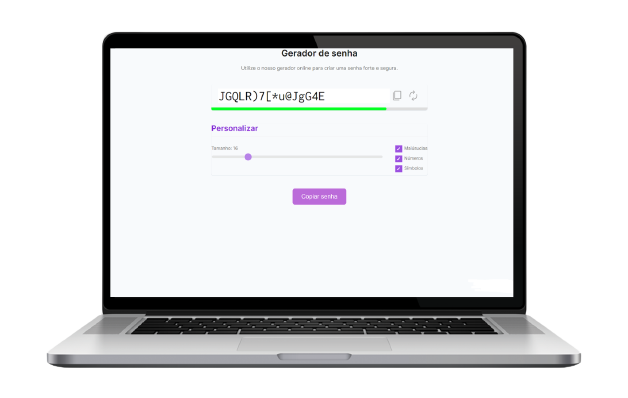 Gerador de senha
Utilize o nosso gerador online para criar uma senha forte e segura.
JGQLR)7[*u@JgG4E
Personalizar
Tamanho: 16
Maiúsculas
Números
Símbolos
Copiar senha